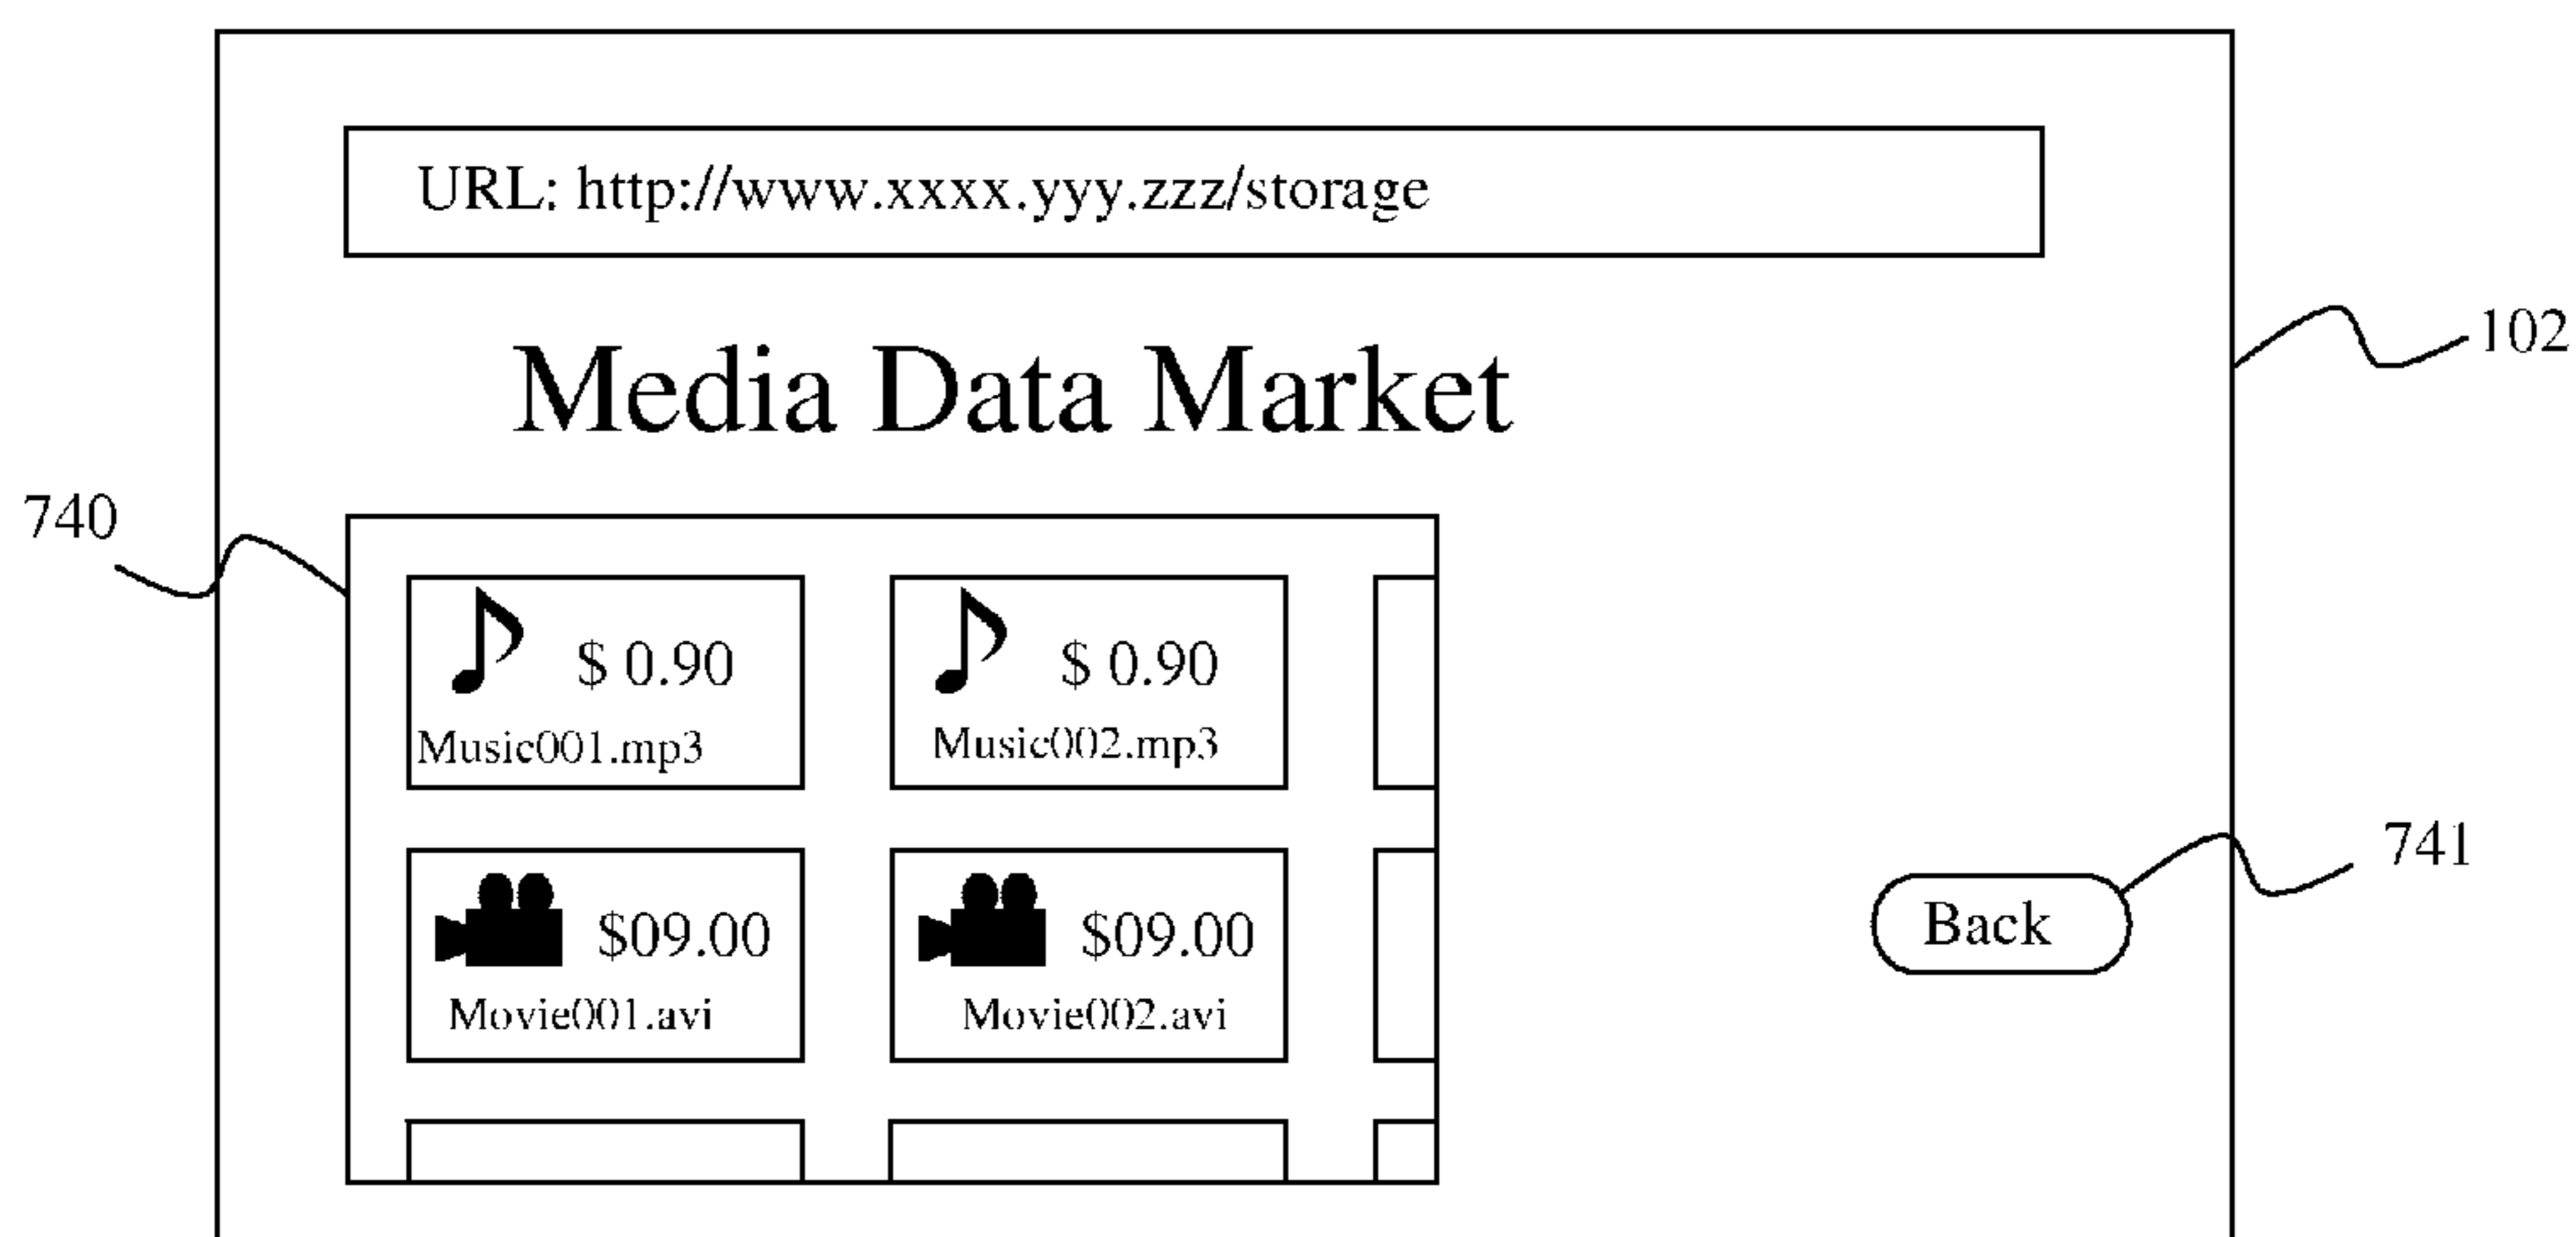 URL: http://www.xxxx.yyy.zzz/storage
102
Media Data Market
740
$ 0.90 $ 0.90
Music001.mp3 Music002.mp3
741
$09.00 $09.00 Back
Movie001.avi Movie002.avi